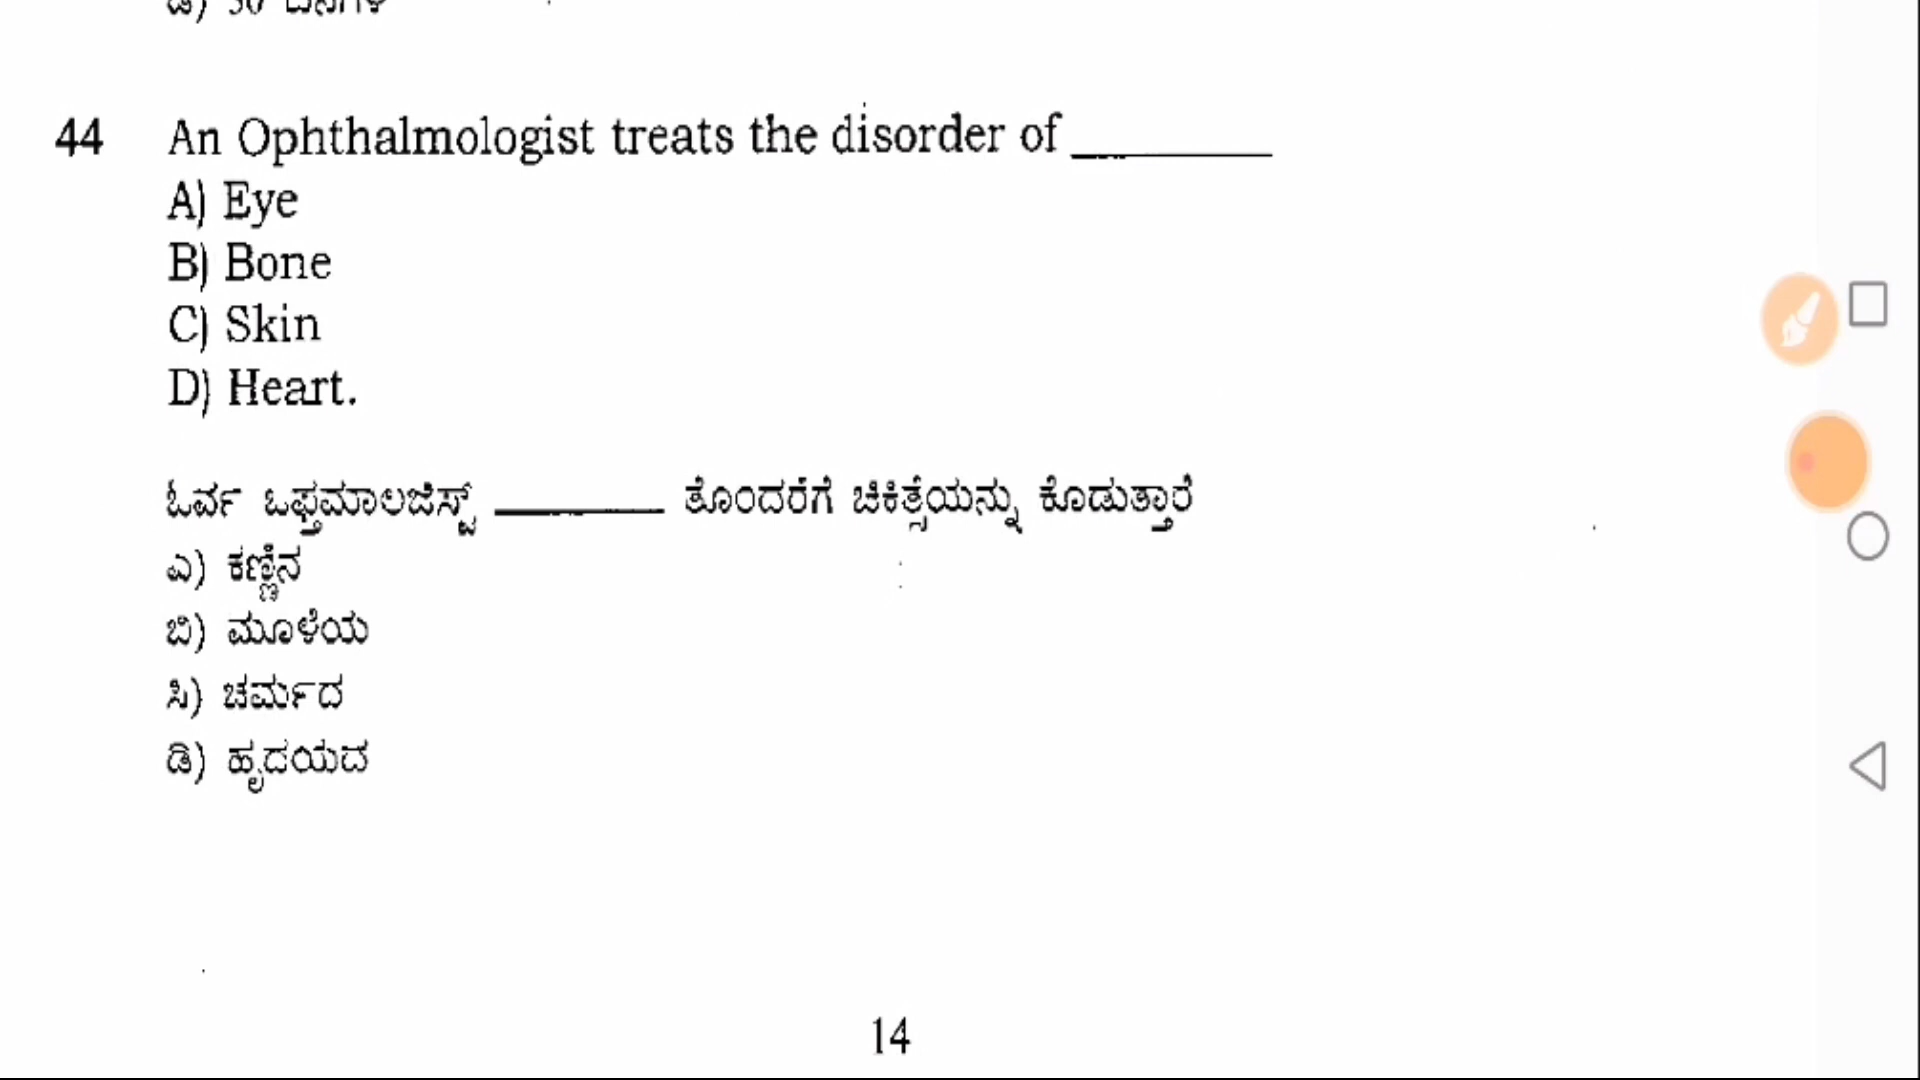 44 An Ophthalmologist treats the disorder of ________
A) Eye
B) Bone
C) Skin
D) Heart.
ಓರ್ವ ಒಫ್ತಮಾಲಜಿಸ್ಟ್ ________ ತೊಂದರೆಗೆ ಚಿಕಿತ್ಸೆಯನ್ನು ಕೊಡುತ್ತಾರೆ
ಎ) ಕಣ್ಣಿನ
ಬಿ) ಮೂಳೆಯ
ಸಿ) ಚರ್ಮದ
ಡಿ) ಹೃದಯದ
14